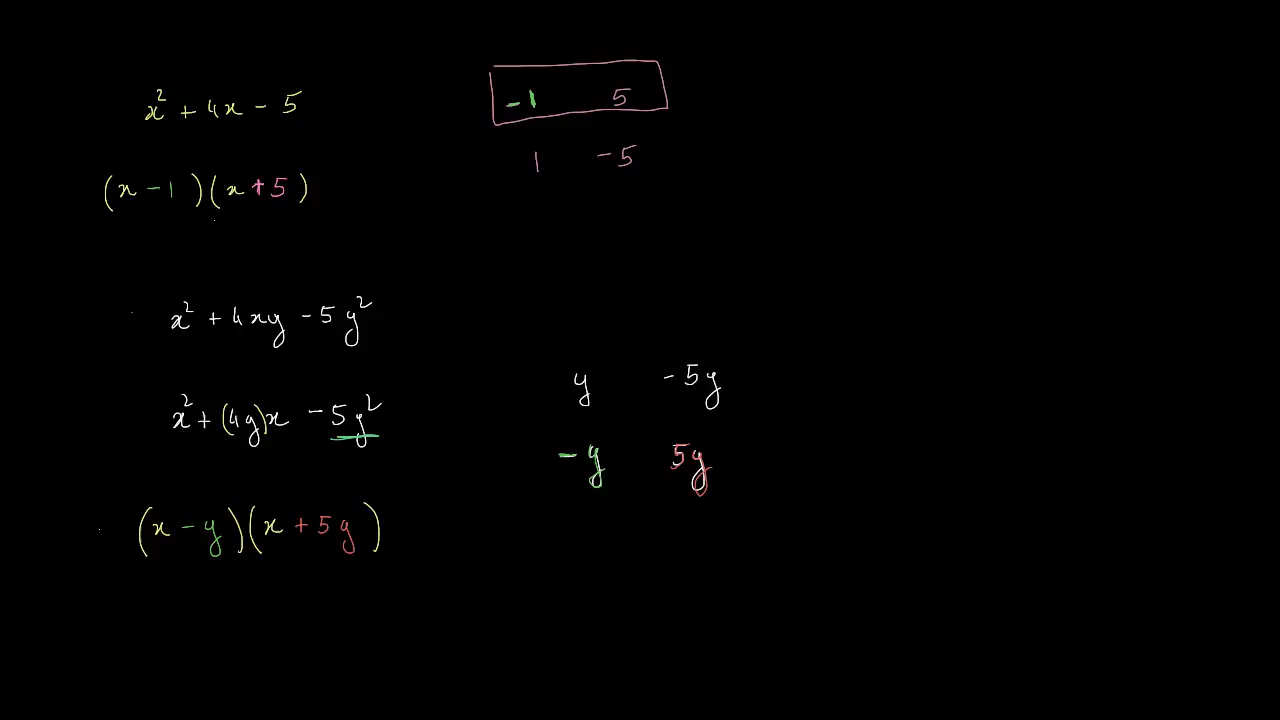 x² + 4x - 5
(x - 1)(x + 5)
-1 5
1 -5
x² + 4xy - 5y²
x² + (4y)x - 5y²
(x - y)(x + 5y)
y -5y
-y 5y